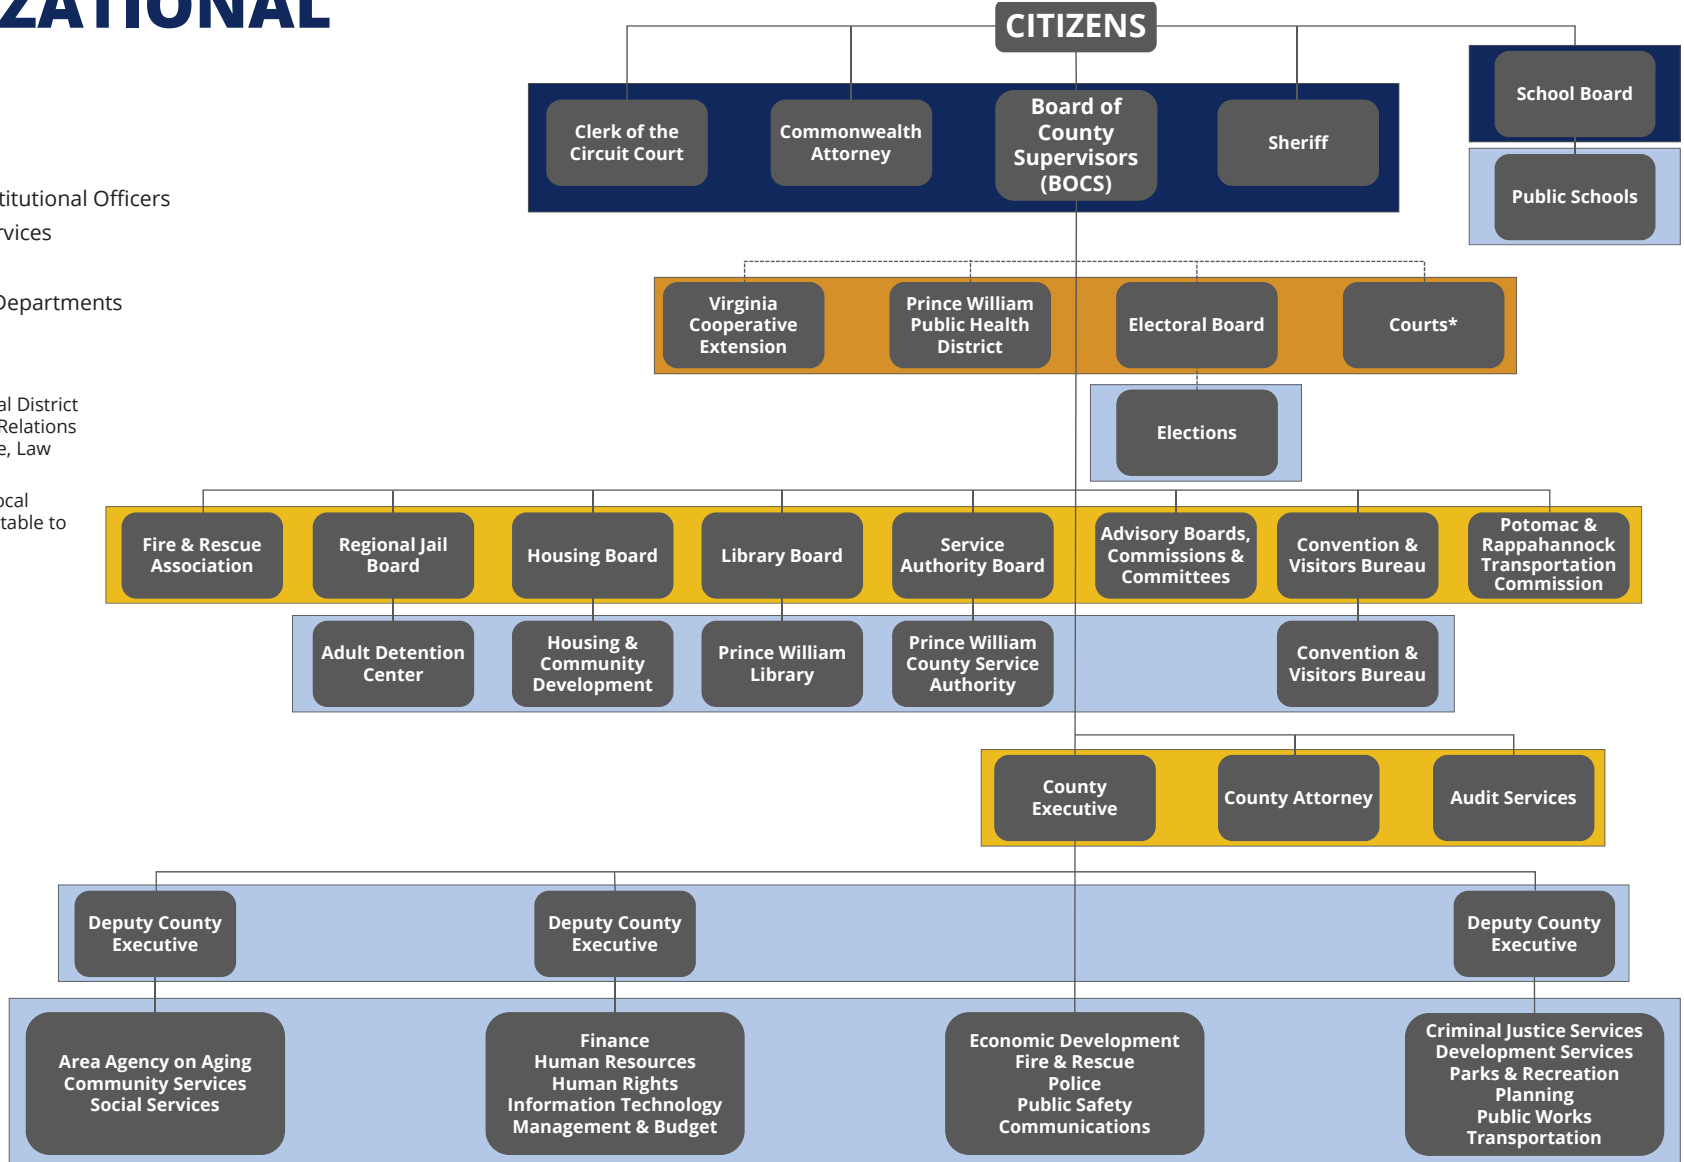 ZATIONAL
CITIZENS
School Board
Clerk of the
Circuit Court
Commonwealth
Attorney
Board of
County
Supervisors
(BOCS)
Sheriff
Public Schools
titutional Officers
rvices
Departments
Virginia
Cooperative
Extension
Prince William
Public Health
District
Electoral Board
Courts*
al District
Relations
e, Law
ocal
table to
Elections
Fire & Rescue
Association
Regional Jail
Board
Housing Board
Library Board
Service
Authority Board
Advisory Boards,
Commissions &
Committees
Convention &
Visitors Bureau
Potomac &
Rappahannock
Transportation
Commission
Adult Detention
Center
Housing &
Community
Development
Prince William
Library
Prince William
County Service
Authority
Convention &
Visitors Bureau
County
Executive
County Attorney
Audit Services
Deputy County
Executive
Deputy County
Executive
Deputy County
Executive
Area Agency on Aging
Community Services
Social Services
Finance
Human Resources
Human Rights
Information Technology
Management & Budget
Economic Development
Fire & Rescue
Police
Public Safety
Communications
Criminal Justice Services
Development Services
Parks & Recreation
Planning
Public Works
Transportation